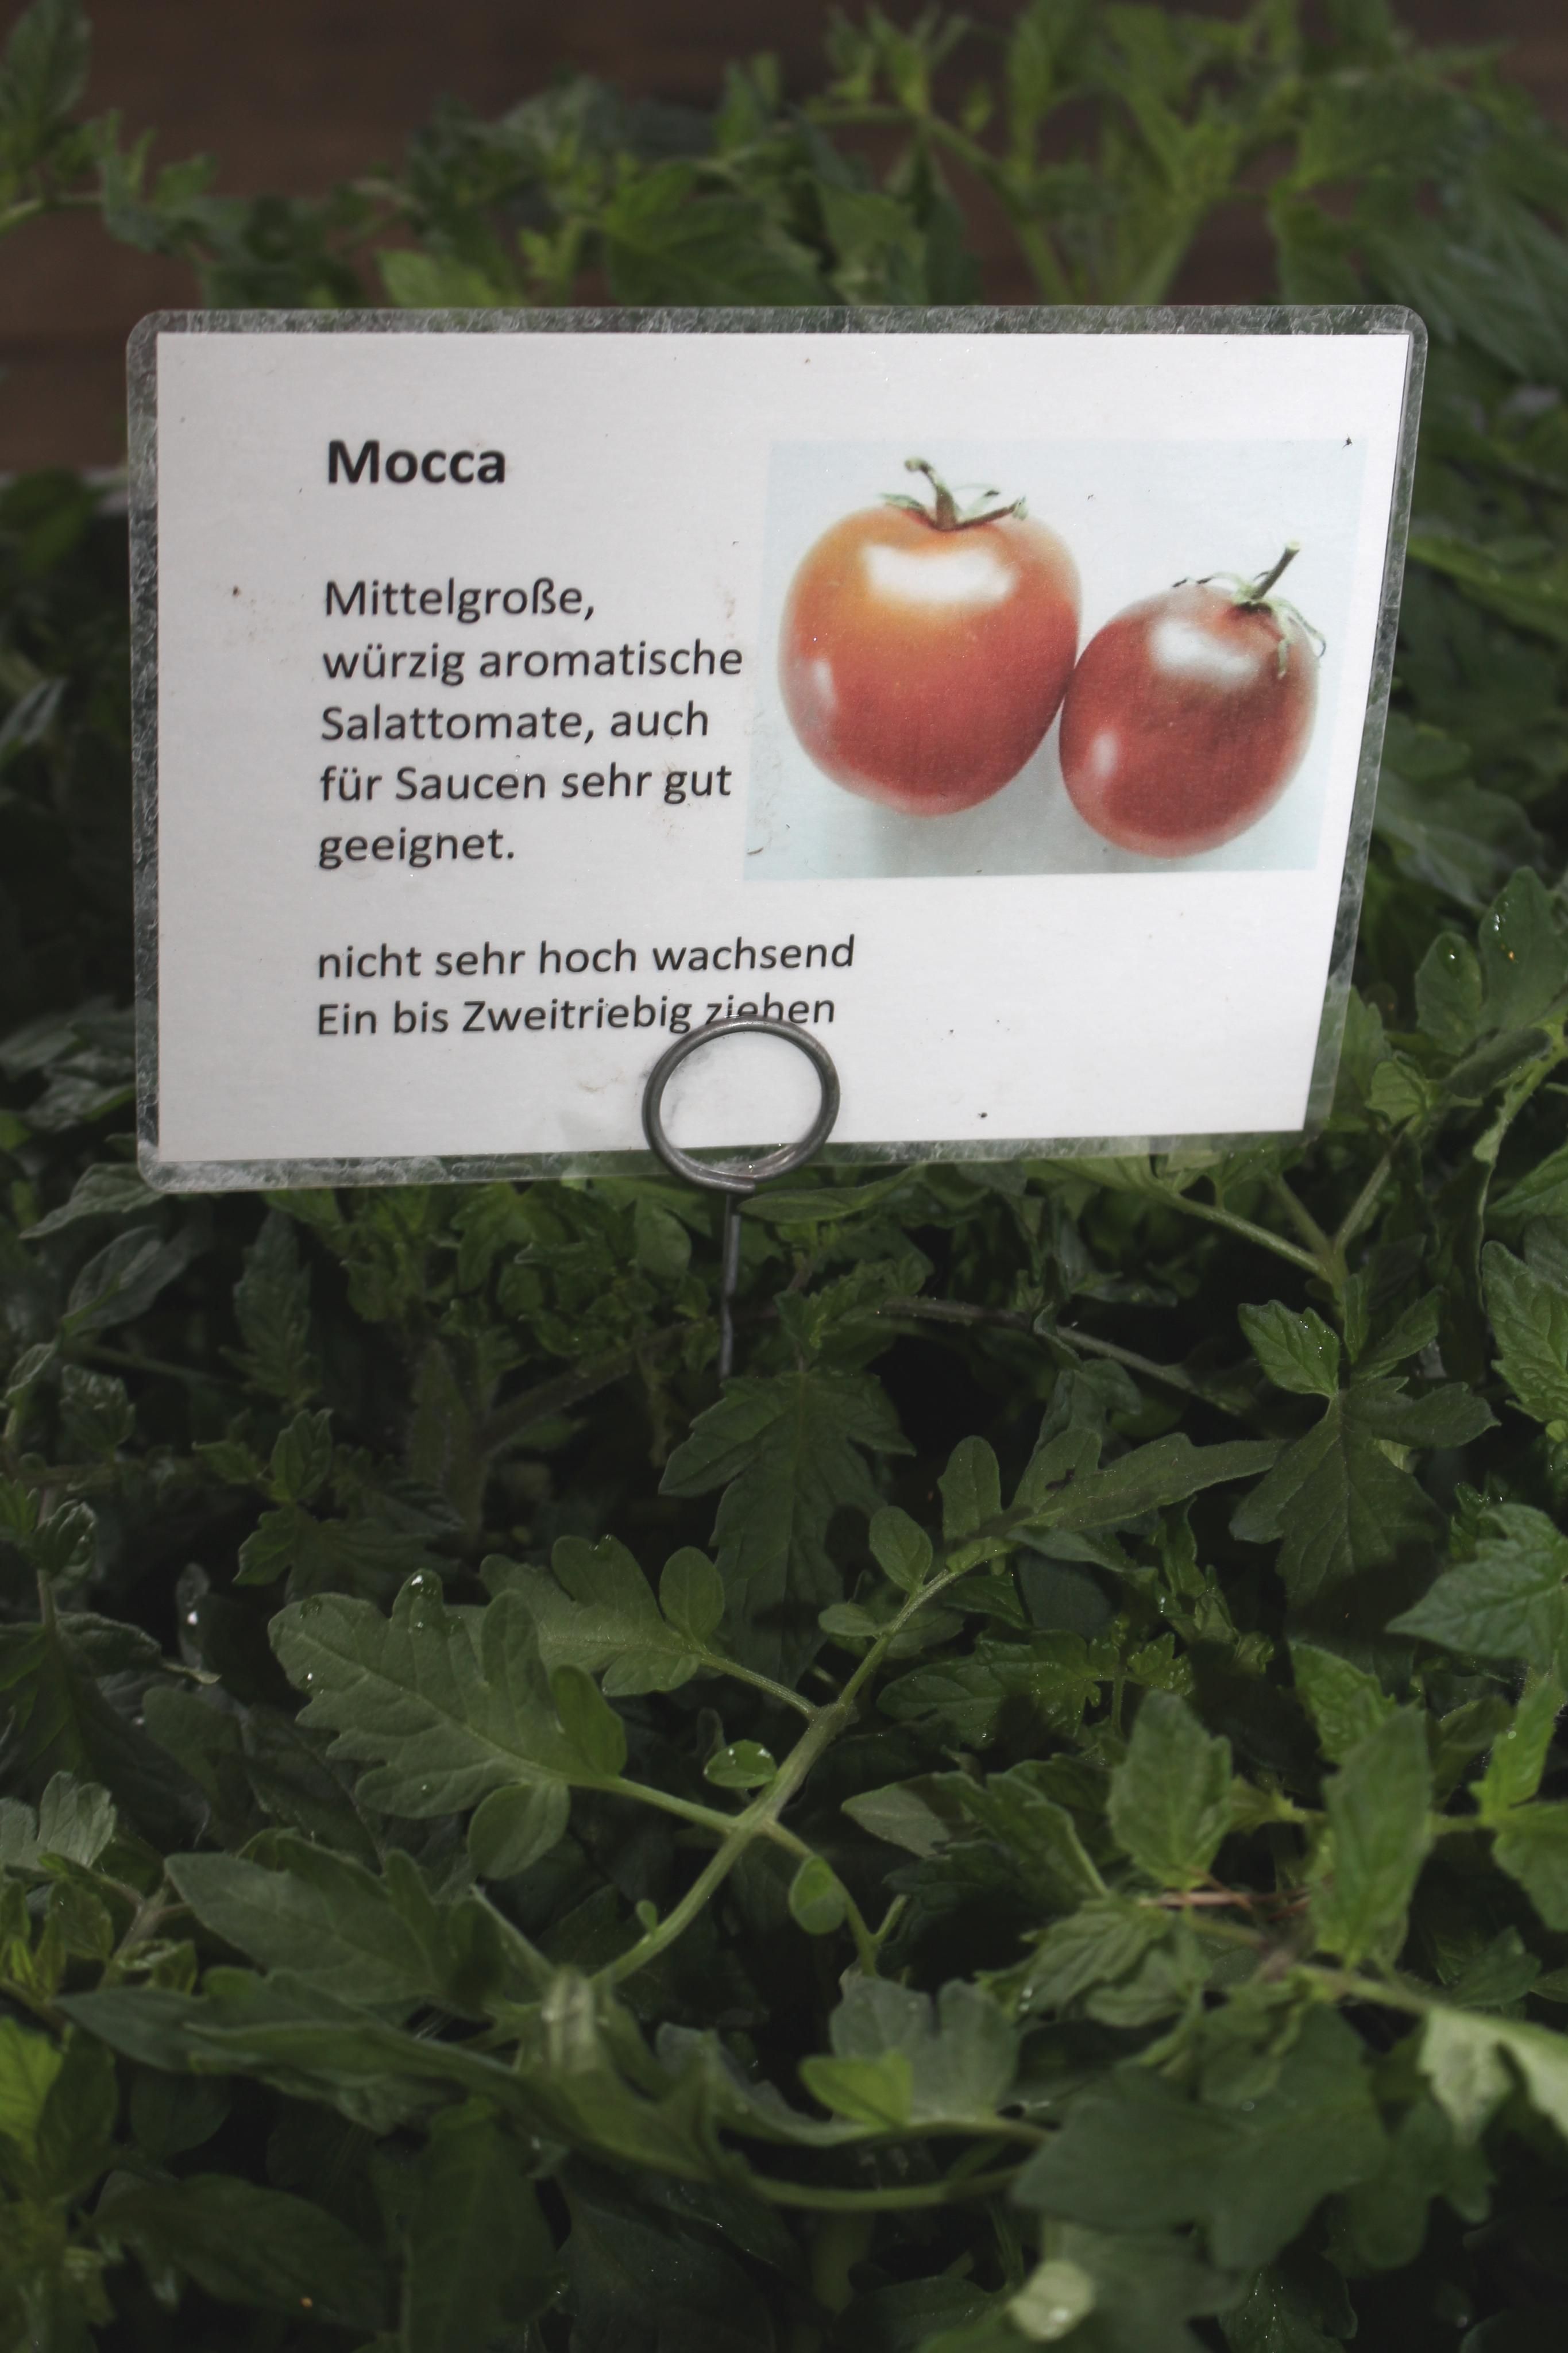 Mocca
Mittelgroße,
würzig aromatische
Salattomate, auch
für Saucen sehr gut
geeignet.
nicht sehr hoch wachsend
Ein bis Zweitriebig ziehen